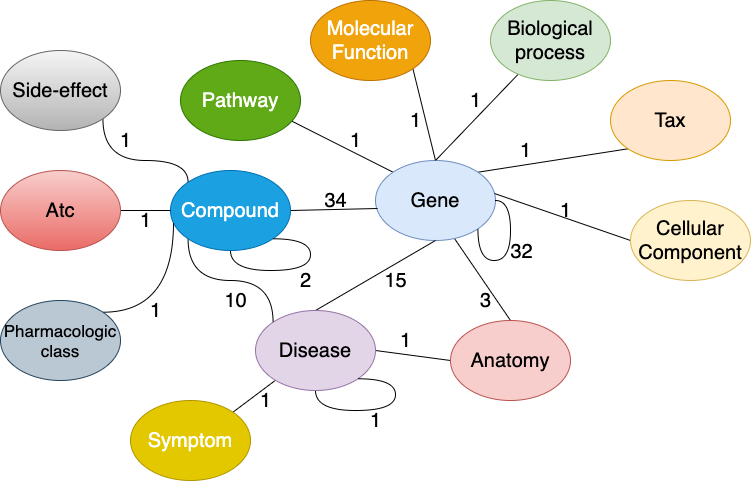 Molecular
Function
Biological
process
Side-effect
Pathway
Tax
1
1
1
1
1
1
Atc
Compound
34
Gene
1
1
Cellular
Component
32
2
10
15
3
1
Pharmacologic
class
Disease
1
Anatomy
1
1
Symptom